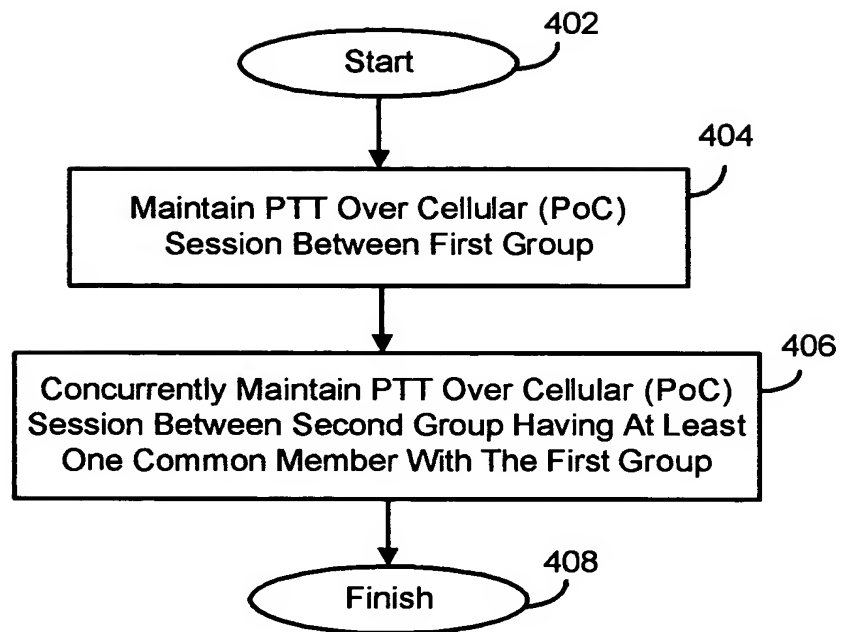 402
Start
404
Maintain PTT Over Cellular (PoC)
Session Between First Group
406
Concurrently Maintain PTT Over Cellular (PoC)
Session Between Second Group Having At Least
One Common Member With The First Group
408
Finish